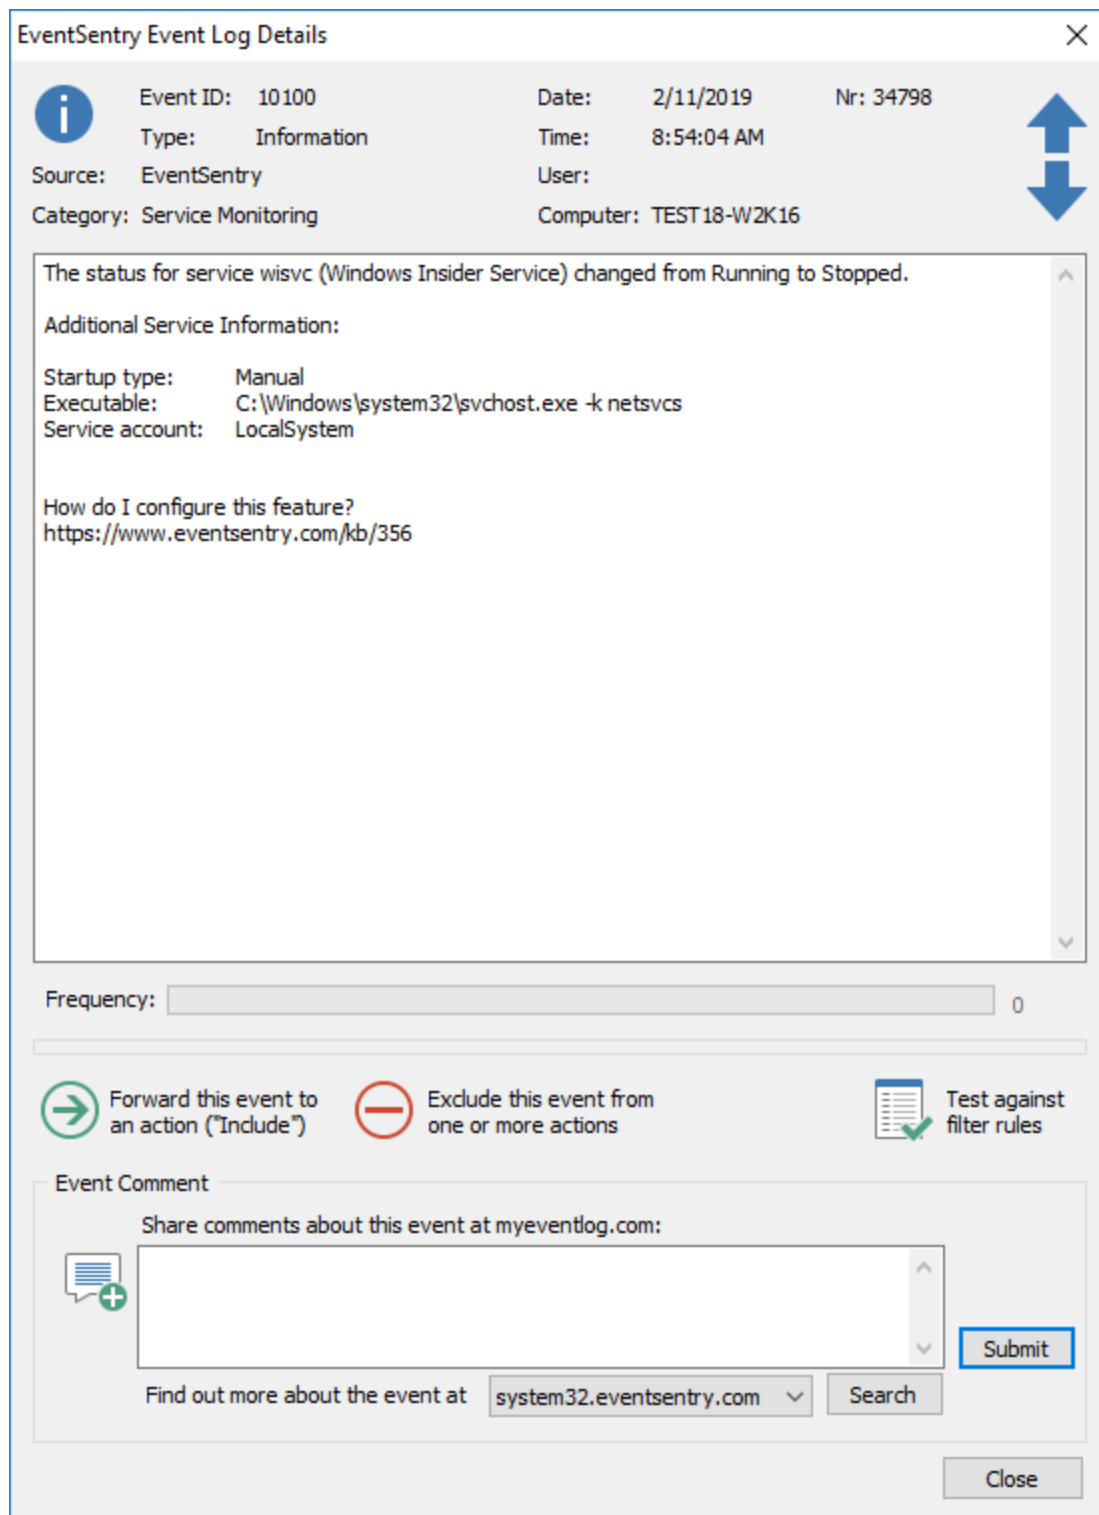 EventSentry Event Log Details
Event ID: 10100 Date: 2/11/2019 Nr: 34798
Type: Information Time: 8:54:04 AM
Source: EventSentry User:
Category: Service Monitoring Computer: TEST18-W2K16
The status for service wisvc (Windows Insider Service) changed from Running to Stopped.
Additional Service Information:
Startup type: Manual
Executable: C:\Windows\system32\svchost.exe -k netsvcs
Service account: LocalSystem
How do I configure this feature?
https://www.eventsentry.com/kb/356
Frequency: 0
Forward this event to
an action ("Include")
Exclude this event from
one or more actions
Test against
filter rules
Event Comment
Share comments about this event at myeventlog.com:
Submit
Find out more about the event at system32.eventsentry.com Search
Close